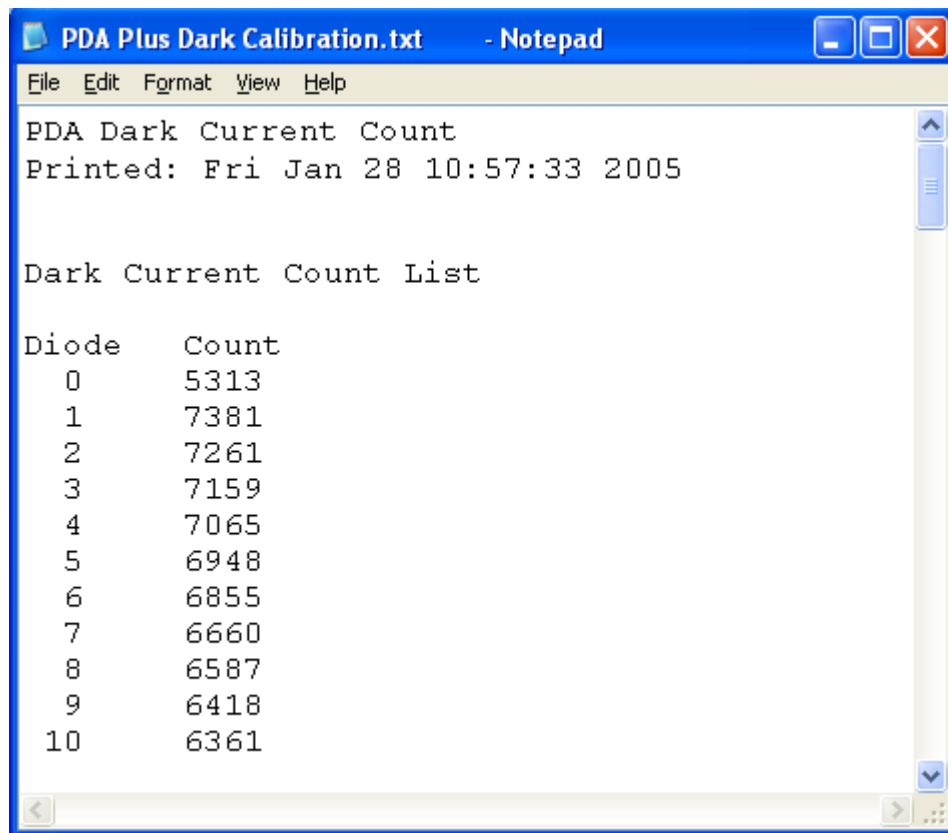 PDA Plus Dark Calibration.txt - Notepad
File Edit Format View Help
PDA Dark Current Count
Printed: Fri Jan 28 10:57:33 2005
Dark Current Count List
Diode Count
0 5313
1 7381
2 7261
3 7159
4 7065
5 6948
6 6855
7 6660
8 6587
9 6418
10 6361